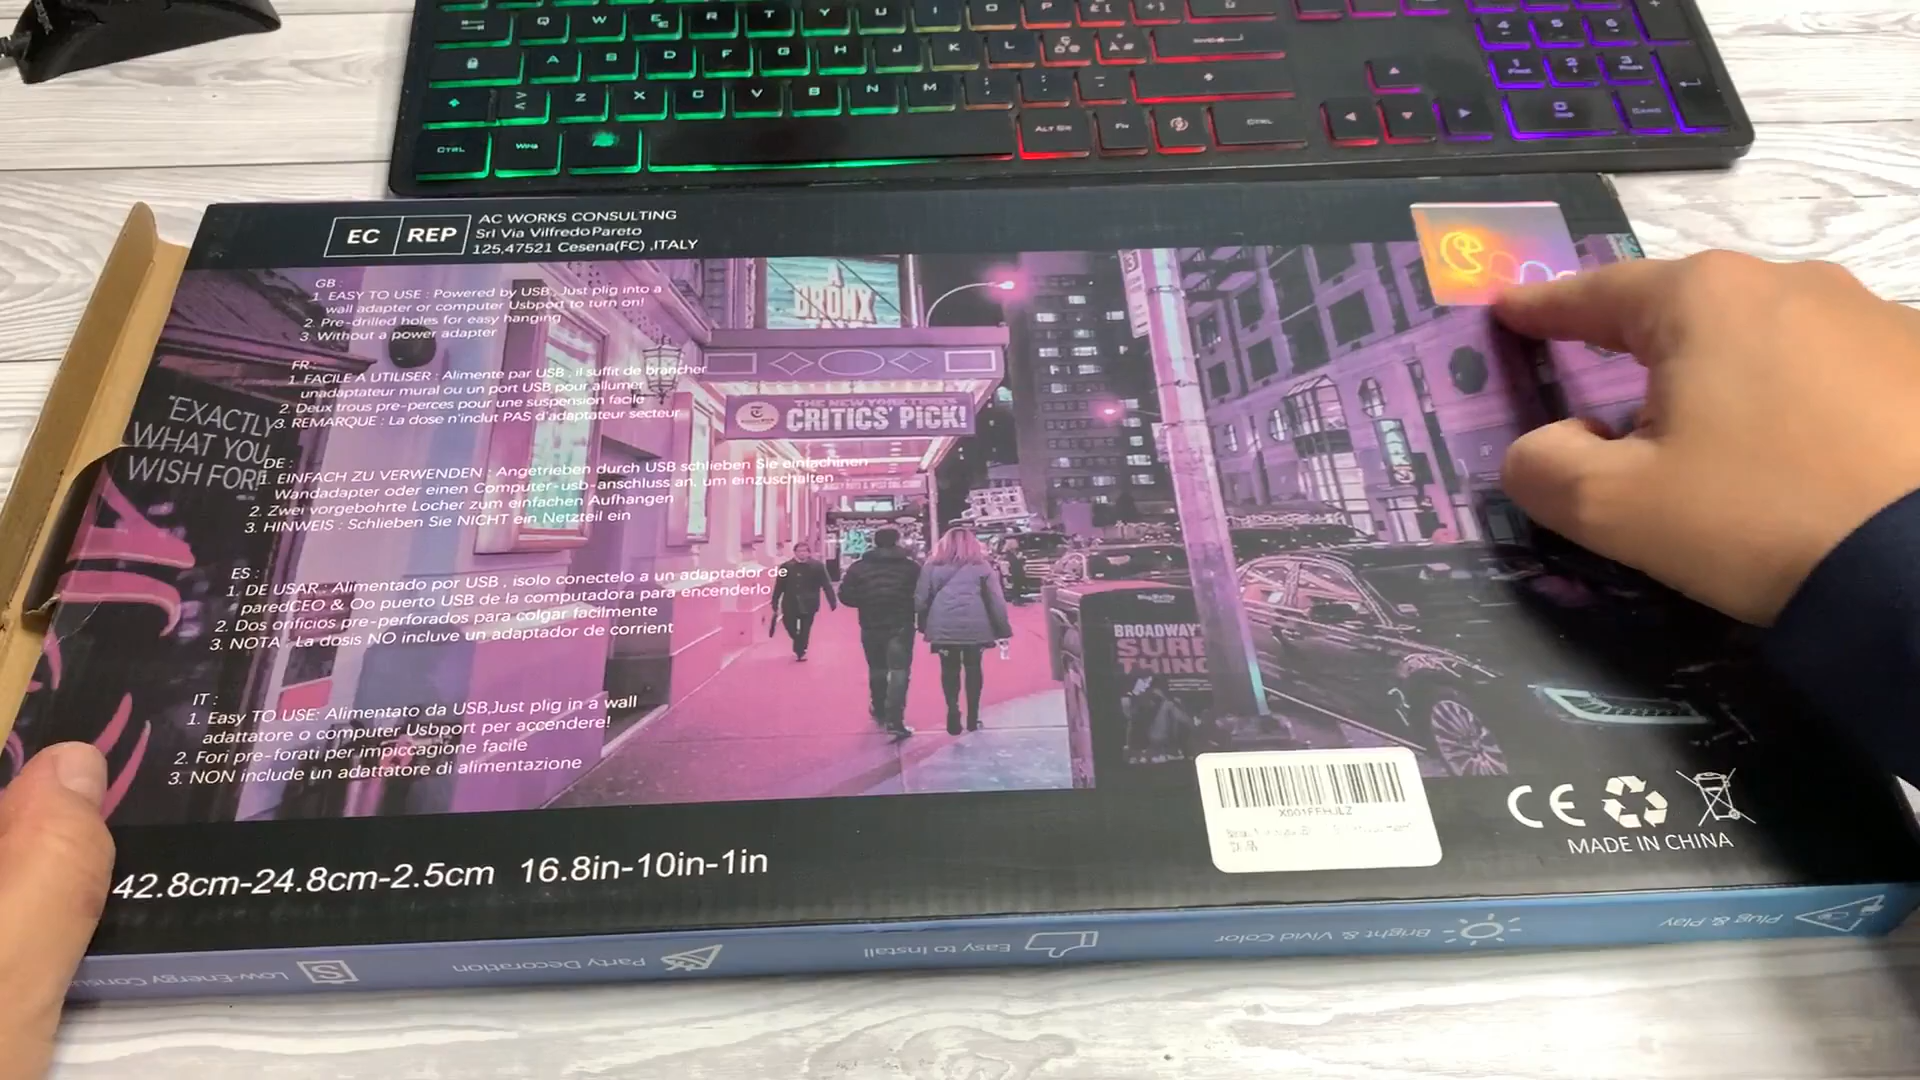 Q W E R T Y U I O P
A S D F G H J K L
Z X C V B N M
CTRL
ALT GR Fn CTRL
EC REP
AC WORKS CONSULTING
Srl Via Vilfredo Pareto
125,47521 Cesena(FC) ,ITALY
GB :
1. EASY TO USE : Powered by USB , Just plig into a
wall adapter or computer Usbport to turn on!
2. Pre-drilled holes for easy hanging
3. Without a power adapter
FR :
1. FACILE A UTILISER : Alimente par USB , il suffit de brancher
unadaptateur mural ou un port USB pour allumer
2. Deux trous pre-perces pour une suspension facile
3. REMARQUE : La dose n'inclut PAS d'adaptateur secteur
DE :
1. EINFACH ZU VERWENDEN : Angetrieben durch USB schlieben Sie einfachinen
Wandadapter oder einen Computer-usb-anschluss an, um einzuschalten
2. Zwei vorgebohrte Locher zum einfachen Aufhangen
3. HINWEIS : Schlieben Sie NICHT ein Netzteil ein
ES :
1. DE USAR : Alimentado por USB , isolo conectelo a un adaptador de
paredCEO & Oo puerto USB de la computadora para encenderlo
2. Dos orificios pre-perforados para colgar facilmente
3. NOTA : La dosis NO incluye un adaptador de corrient
IT :
1. Easy TO USE: Alimentato da USB,Just plig in a wall
adattatore o computer Usbport per accendere!
2. Fori pre-forati per impiccagione facile
3. NON include un adattatore di alimentazione
"EXACTLY
WHAT YOU
WISH FOR!
A
BRONX
THE NEW YORK TIMES
CRITICS' PICK!
PARK
BROADWAY'S
SURE
THING
X001FFHJLZ
CE
MADE IN CHINA
42.8cm-24.8cm-2.5cm 16.8in-10in-1in
Plug & Play
Bright & Vivid Color
Easy to Install
Party Decoration
Low-Energy Consu